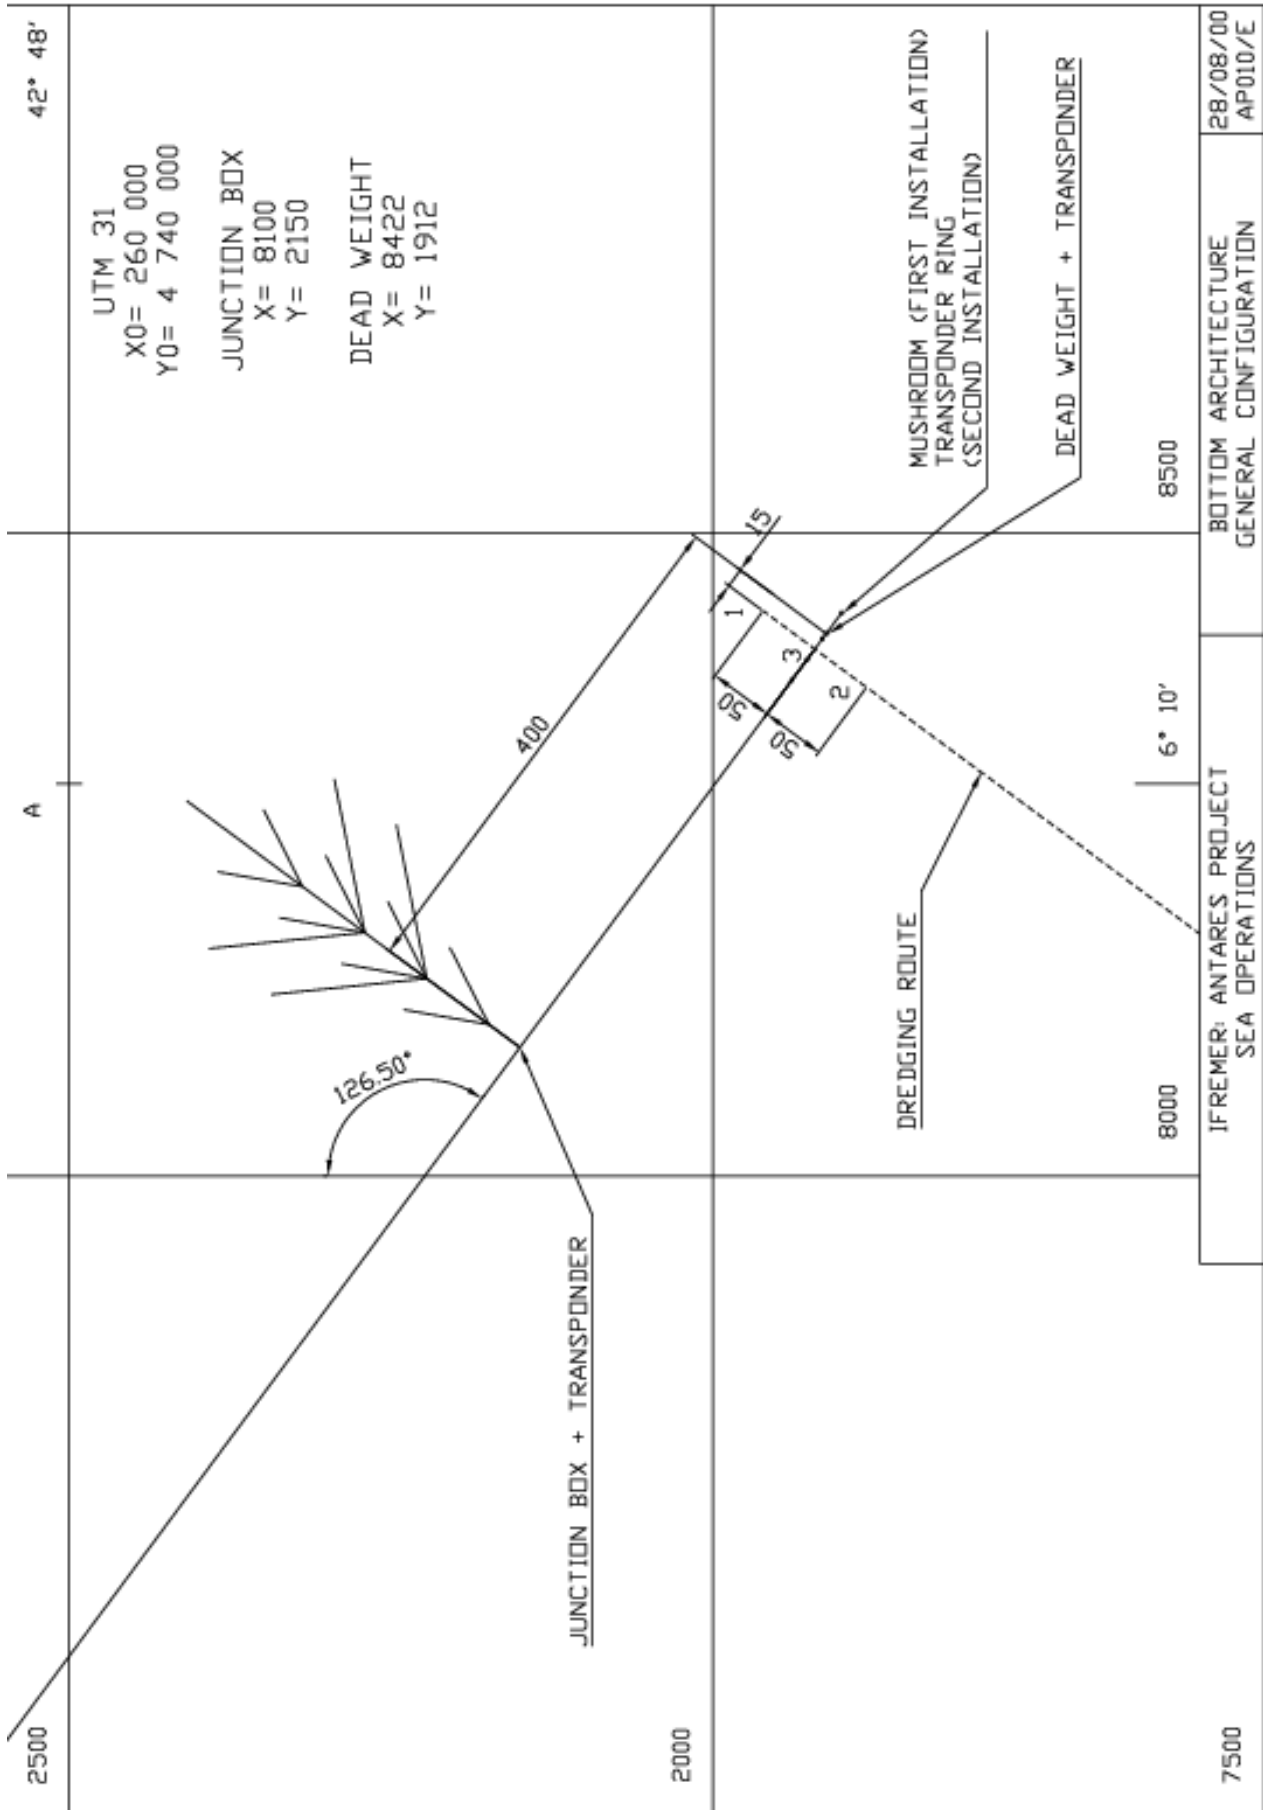 42° 48'
UTM 31
X0= 260 000
Y0= 4 740 000
JUNCTION BOX
X= 8100
Y= 2150
DEAD WEIGHT
X= 8422
Y= 1912
A
2500
126.50°
400
15
1
50
3
2
50
2000
JUNCTION BOX + TRANSPONDER
MUSHROOM (FIRST INSTALLATION)
TRANSPONDER RING
(SECOND INSTALLATION)
DEAD WEIGHT + TRANSPONDER
DREDGING ROUTE
8000
6° 10'
8500
7500
IFREMER: ANTARES PROJECT
SEA OPERATIONS
BOTTOM ARCHITECTURE
GENERAL CONFIGURATION
28/08/00
AP010/E